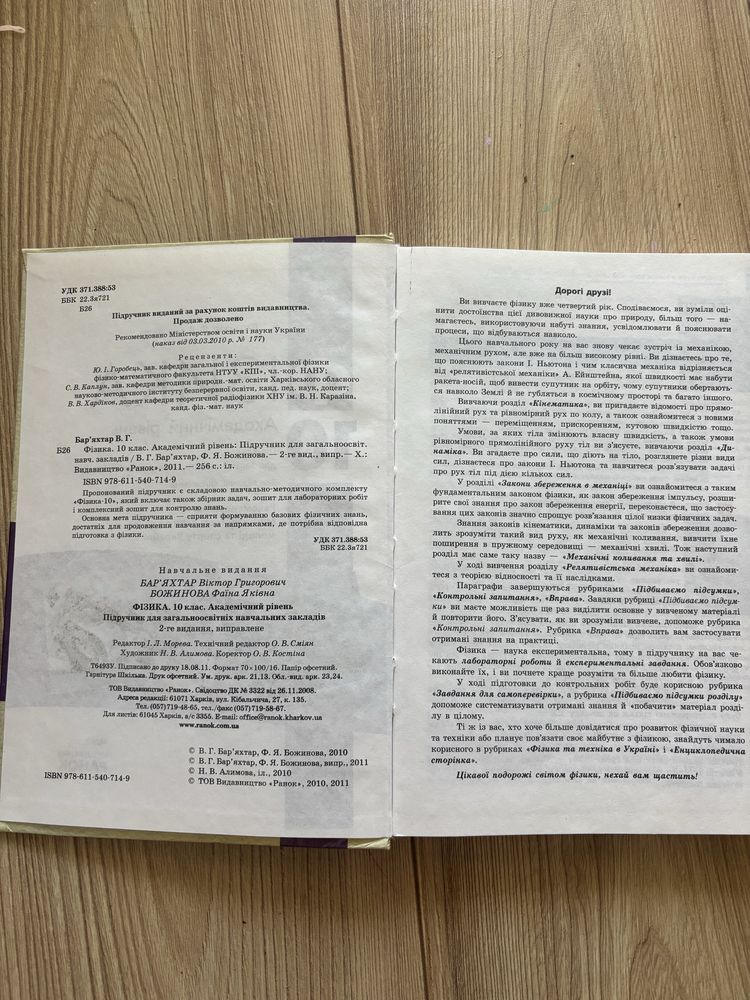 УДК 371.388:53
ББК 22.3я721
Б26
Підручник виданий за рахунок коштів видавництва.
Продаж дозволено
Рекомендовано Міністерством освіти і науки України
(наказ від 03.03.2010 р. № 177)
Рецензенти:
Ю. І. Горобець, зав. кафедри загальної і експериментальної фізики
фізико-математичного факультета НТУУ «КПІ», чл.-кор. НАНУ;
С. В. Каплун, зав. кафедри методики природн.-мат. освіти Харківського обласного
науково-методичного інституту безперервної освіти, канд. пед. наук, доцент;
В. В. Хардіков, доцент кафедри теоретичної радіофізики ХНУ ім. В. Н. Каразіна,
канд. фіз.-мат. наук
Бар'яхтар В. Г.
Б26 Фізика. 10 клас. Академічний рівень: Підручник для загальноосвіт.
навч. закладів / В. Г. Бар'яхтар, Ф. Я. Божинова.— 2-ге вид., випр.— Х.:
Видавництво «Ранок», 2011.— 256 с.: іл.
ISBN 978-611-540-714-9
Пропонований підручник є складовою навчально-методичного комплекту
«Фізика-10», який включає також збірник задач, зошит для лабораторних робіт
і комплексний зошит для контролю знань.
Основна мета підручника — сприяти формуванню базових фізичних знань,
достатніх для продовження навчання за напрямками, де потрібна відповідна
підготовка з фізики.
УДК 371.388:53
ББК 22.3я721
Навчальне видання
БАР'ЯХТАР Віктор Григорович
БОЖИНОВА Фаїна Яківна
ФІЗИКА. 10 клас. Академічний рівень
Підручник для загальноосвітніх навчальних закладів
2-ге видання, виправлене
Редактор І. Л. Морева. Технічний редактор О. В. Сміян
Художник Н. В. Алимова. Коректор О. В. Костіна
Т6493У. Підписано до друку 18.08.11. Формат 70×100/16. Папір офсетний.
Гарнітура Шкільна. Друк офсетний. Ум. друк. арк. 21,13. Обл.-вид. арк. 23,24.
ТОВ Видавництво «Ранок». Свідоцтво ДК № 3322 від 26.11.2008.
Адреса редакції: 61071 Харків, вул. Кібальчича, 27, к. 135.
Тел. (057) 719-48-65, тел./факс (057) 719-58-67.
Для листів: 61045 Харків, а/с 3355. E-mail: office@ranok.kharkov.ua
www.ranok.com.ua
© В. Г. Бар'яхтар, Ф. Я. Божинова, 2010
© В. Г. Бар'яхтар, Ф. Я. Божинова, випр., 2011
© Н. В. Алимова, іл., 2010
ISBN 978-611-540-714-9 © ТОВ Видавництво «Ранок», 2010, 2011
Дорогі друзі!
Ви вивчаєте фізику вже четвертий рік. Сподіваємося, ви зуміли оці-
нити достоїнства цієї дивовижної науки про природу, більш того — на-
магаєтесь, використовуючи набуті знання, усвідомлювати й пояснювати
процеси, що відбуваються навколо.
Цього навчального року на вас знову чекає зустріч із механікою,
механічним рухом, але вже на більш високому рівні. Ви дізнаєтесь про те,
що пояснюють закони І. Ньютона і чим класична механіка відрізняється
від «релятивістської механіки» А. Ейнштейна, якої швидкості має набути
ракета-носій, щоб вивести супутник на орбіту, чому супутники обертають-
ся навколо Землі й не губляться в космічному просторі та багато іншого.
Вивчаючи розділ «Кінематика», ви пригадаєте відомості про прямо-
лінійний рух та рівномірний рух по колу, а також ознайомитеся з новими
поняттями — переміщенням, прискоренням, кутовою швидкістю тощо.
Умови, за яких тіла змінюють власну швидкість, а також умови
рівномірного прямолінійного руху тіл ви з'ясуєте, вивчаючи розділ «Ди-
наміка». Ви згадаєте про сили, що діють на тіло, розглянете різні види
сил, дізнаєтеся про закони І. Ньютона та навчитеся розв'язувати задачі
про рух тіл під дією кількох сил.
У розділі «Закони збереження в механіці» ви ознайомитеся з таким
фундаментальним законом фізики, як закон збереження імпульсу, розши-
рите свої знання про закон збереження енергії, переконаєтеся, що застосу-
вання цих законів значно спрощує розв'язання цілої низки фізичних задач.
Знання законів кінематики, динаміки та законів збереження дозво-
лить зрозуміти такий вид руху, як механічні коливання, вивчити їхнє
поширення в пружному середовищі — механічні хвилі. Тож наступний
розділ має саме таку назву — «Механічні коливання та хвилі».
У ході вивчення розділу «Релятивістська механіка» ви ознайоми-
теся з теорією відносності та її наслідками.
Параграфи завершуються рубриками «Підбиваємо підсумки»,
«Контрольні запитання», «Вправа». Завдяки рубриці «Підбиваємо підсум-
ки» ви маєте можливість ще раз виділити основне у вивченому матеріалі
й повторити його. З'ясувати, як ви зрозуміли вивчене, допоможе рубрика
«Контрольні запитання». Рубрика «Вправа» дозволить вам застосувати
отримані знання на практиці.
Фізика — наука експериментальна, тому в підручнику на вас че-
кають лабораторні роботи й експериментальні завдання. Обов'язково
виконайте їх, і ви почнете краще розуміти та більше любити фізику.
У ході підготовки до контрольних робіт буде корисною рубрика
«Завдання для самоперевірки», а рубрика «Підбиваємо підсумки розділу»
допоможе систематизувати отримані знання й «побачити» матеріал розді-
лу в цілому.
Ті ж із вас, хто хоче більше довідатися про розвиток фізичної науки
та техніки або планує пов'язати своє майбутнє з фізикою, знайдуть чимало
корисного в рубриках «Фізика та техніка в Україні» і «Енциклопедична
сторінка».
Цікавої подорожі світом фізики, нехай вам щастить!